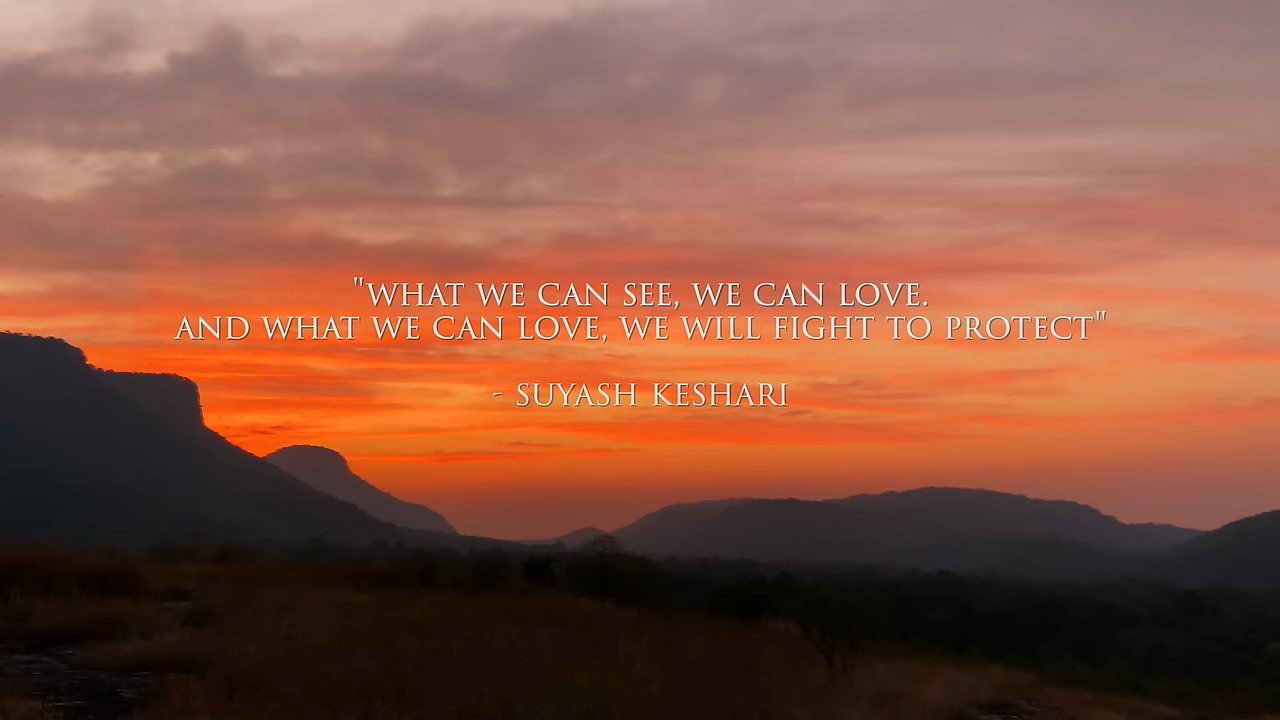 "WHAT WE CAN SEE, WE CAN LOVE.
AND WHAT WE CAN LOVE, WE WILL FIGHT TO PROTECT"
- SUYASH KESHARI